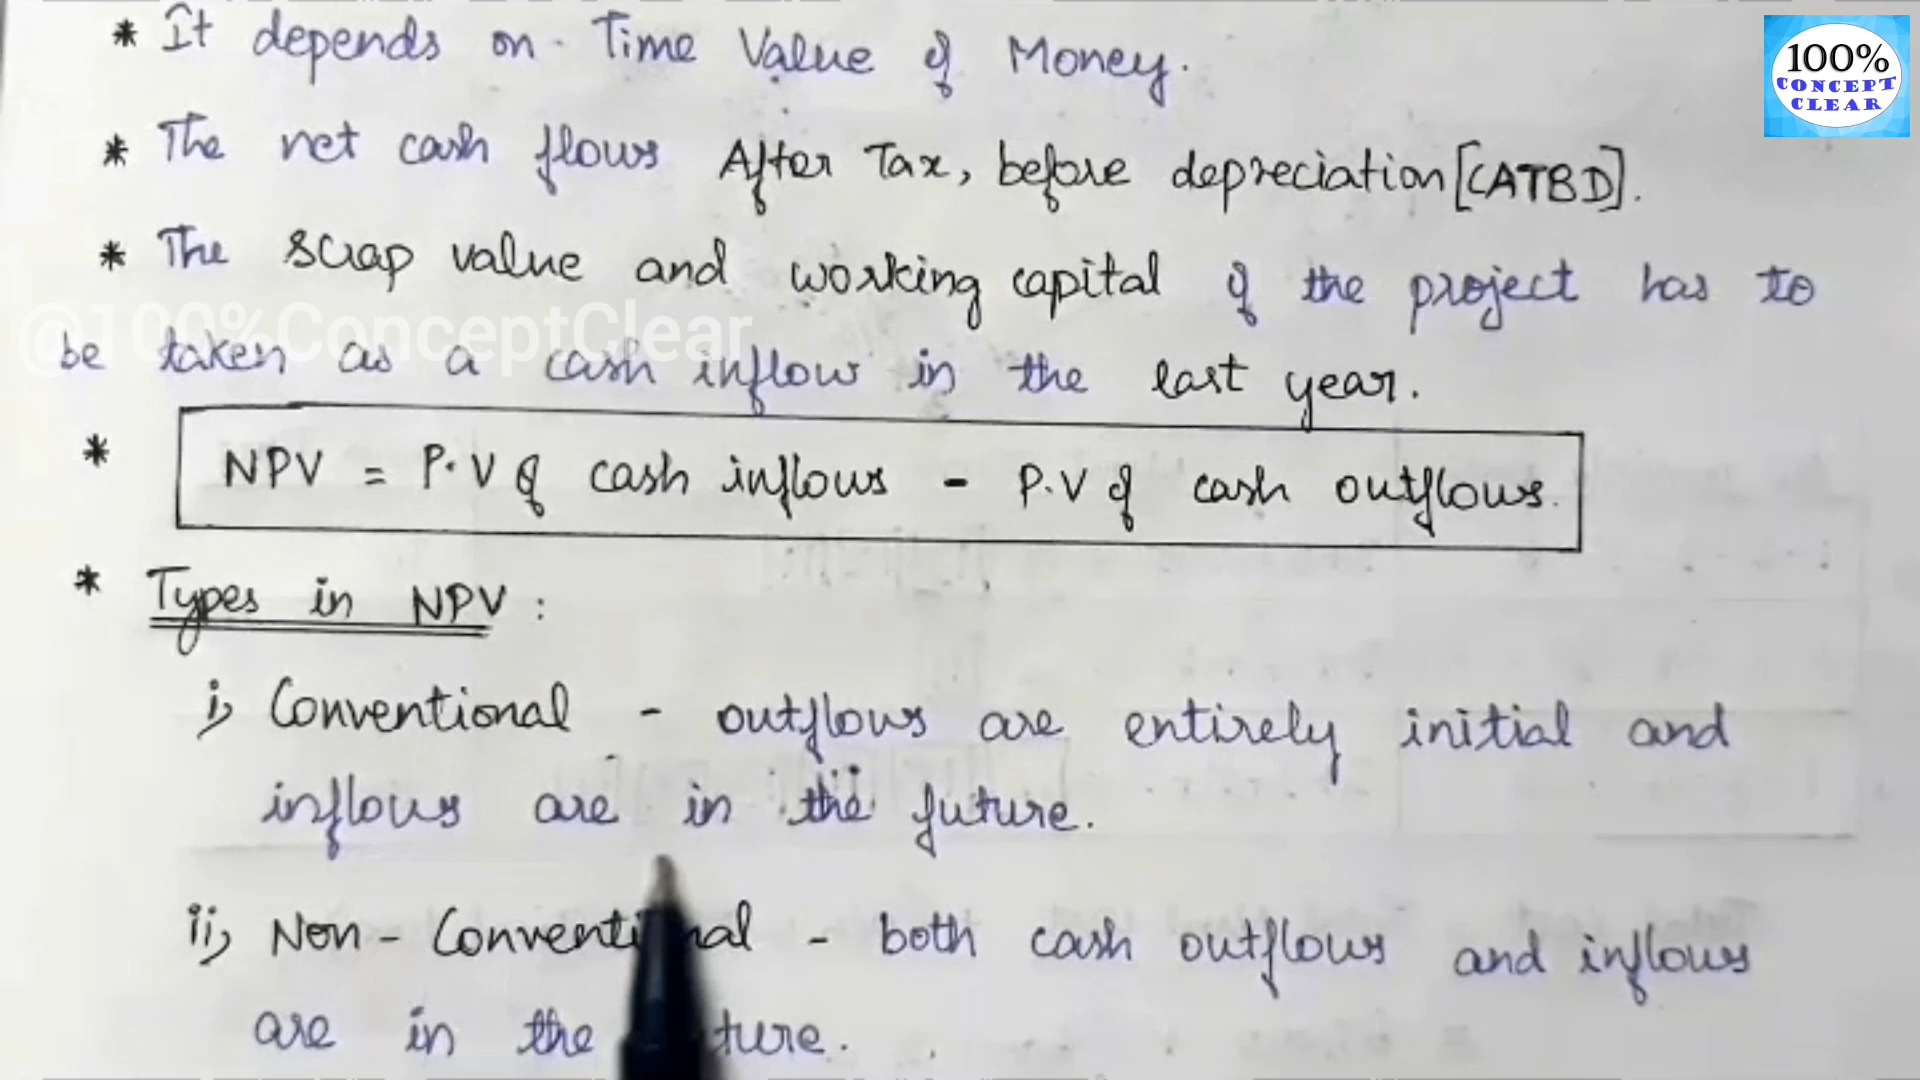 * It depends on Time Value of Money.
* The net cash flows After Tax, before depreciation [CATBD].
* The scrap value and working capital of the project has to
be taken as a cash inflow in the last year.
* NPV = P.V of cash inflows - P.V of cash outflows.
* Types in NPV :
i) Conventional - outflows are entirely initial and
inflows are in the future.
ii) Non-Conventional - both cash outflows and inflows
are in the
100%
CONCEPT
CLEAR
@100%ConceptClear